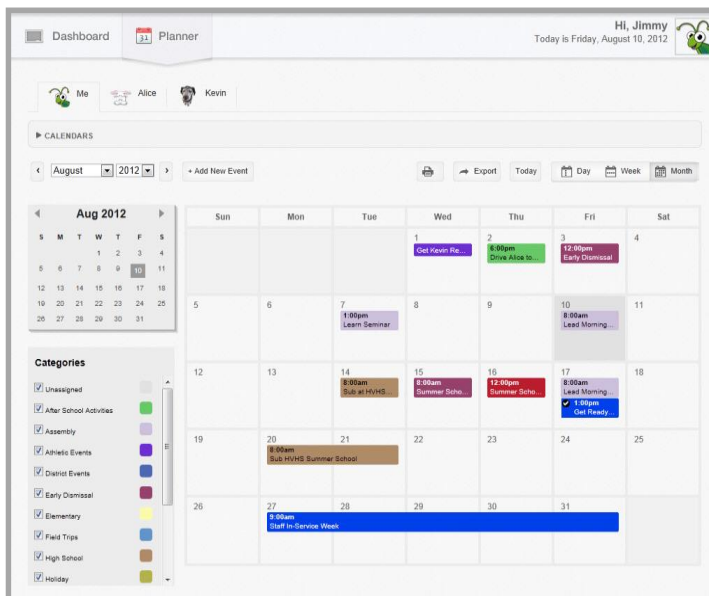 Dashboard
31 Planner
Hi, Jimmy
Today is Friday, August 10, 2012
Me
Alice
Kevin
CALENDARS
August 2012
+ Add New Event
Export
Today
Day
Week
Month
Aug 2012
S M T W T F S
1 2 3 4
5 6 7 8 9 10 11
12 13 14 15 16 17 18
19 20 21 22 23 24 25
26 27 28 29 30 31
Categories
Unassigned
After School Activities
Assembly
Athletic Events
District Events
Early Dismissal
Elementary
Field Trips
High School
Holiday
Sun Mon Tue Wed Thu Fri Sat
1 2 3 4
Get Kevin Re...
6:00pm
Drive Alice to...
12:00pm
Early Dismissal
5 6 7 8 9 10 11
1:00pm
Learn Seminar
8:00am
Lead Morning...
12 13 14 15 16 17 18
8:00am
Sub at HVHS...
8:00am
Summer Scho...
12:00pm
Summer Scho...
8:00am
Lead Morning...
1:00pm
Get Ready...
19 20 21 22 23 24 25
8:00am
Sub HVHS Summer School
26 27 28 29 30 31
9:00am
Staff In-Service Week